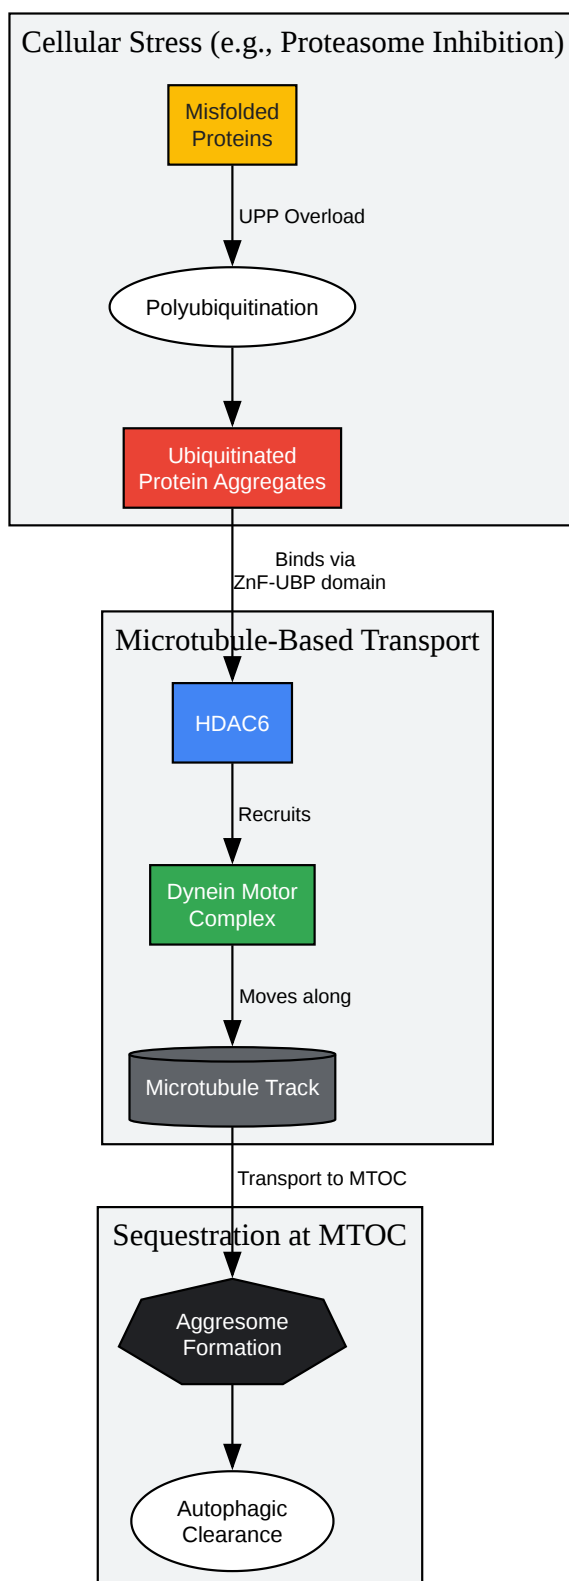 Cellular Stress (e.g., Proteasome Inhibition)
Misfolded
Proteins
UPP Overload
Polyubiquitination
Ubiquitinated
Protein Aggregates
Binds via
ZnF-UBP domain
Microtubule-Based Transport
HDAC6
Recruits
Dynein Motor
Complex
Moves along
Microtubule Track
Transport to MTOC
Sequestration at MTOC
Aggresome
Formation
Autophagic
Clearance